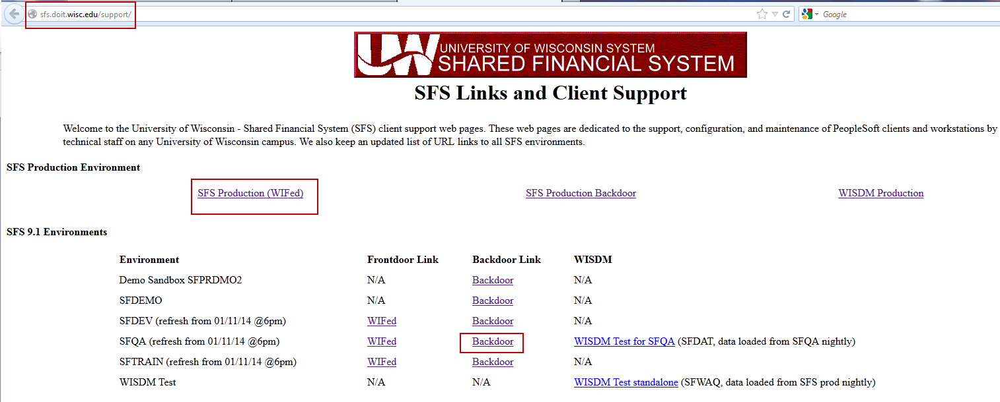 sfs.doit.wisc.edu/support/
Google
UW UNIVERSITY OF WISCONSIN SYSTEM
SHARED FINANCIAL SYSTEM
SFS Links and Client Support
Welcome to the University of Wisconsin - Shared Financial System (SFS) client support web pages. These web pages are dedicated to the support, configuration, and maintenance of PeopleSoft clients and workstations by
technical staff on any University of Wisconsin campus. We also keep an updated list of URL links to all SFS environments.
SFS Production Environment
SFS Production (WIFed) SFS Production Backdoor WISDM Production
SFS 9.1 Environments
Environment Frontdoor Link Backdoor Link WISDM
Demo Sandbox SFPRDMO2 N/A Backdoor N/A
SFDEMO N/A Backdoor N/A
SFDEV (refresh from 01/11/14 @6pm) WIFed Backdoor N/A
SFQA (refresh from 01/11/14 @6pm) WIFed Backdoor WISDM Test for SFQA (SFDAT, data loaded from SFQA nightly)
SFTRAIN (refresh from 01/11/14 @6pm) WIFed Backdoor N/A
WISDM Test N/A N/A WISDM Test standalone (SFWAQ, data loaded from SFS prod nightly)